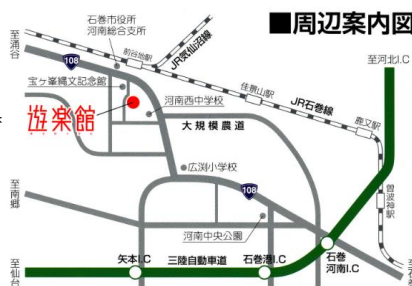 ■周辺案内図
至涌谷
石巻市役所
河南総合支所
前谷地駅
JR気仙沼線
至河北I.C
108
宝ヶ峯縄文記念館
遊楽館
河南西中学校
佳景山駅
JR石巻線
大規模農道
鹿又駅
広渕小学校
曽波神駅
至南郷
108
河南中央公園
石巻
河南I.C
至仙台
矢本I.C
三陸自動車道
石巻港I.C
至石